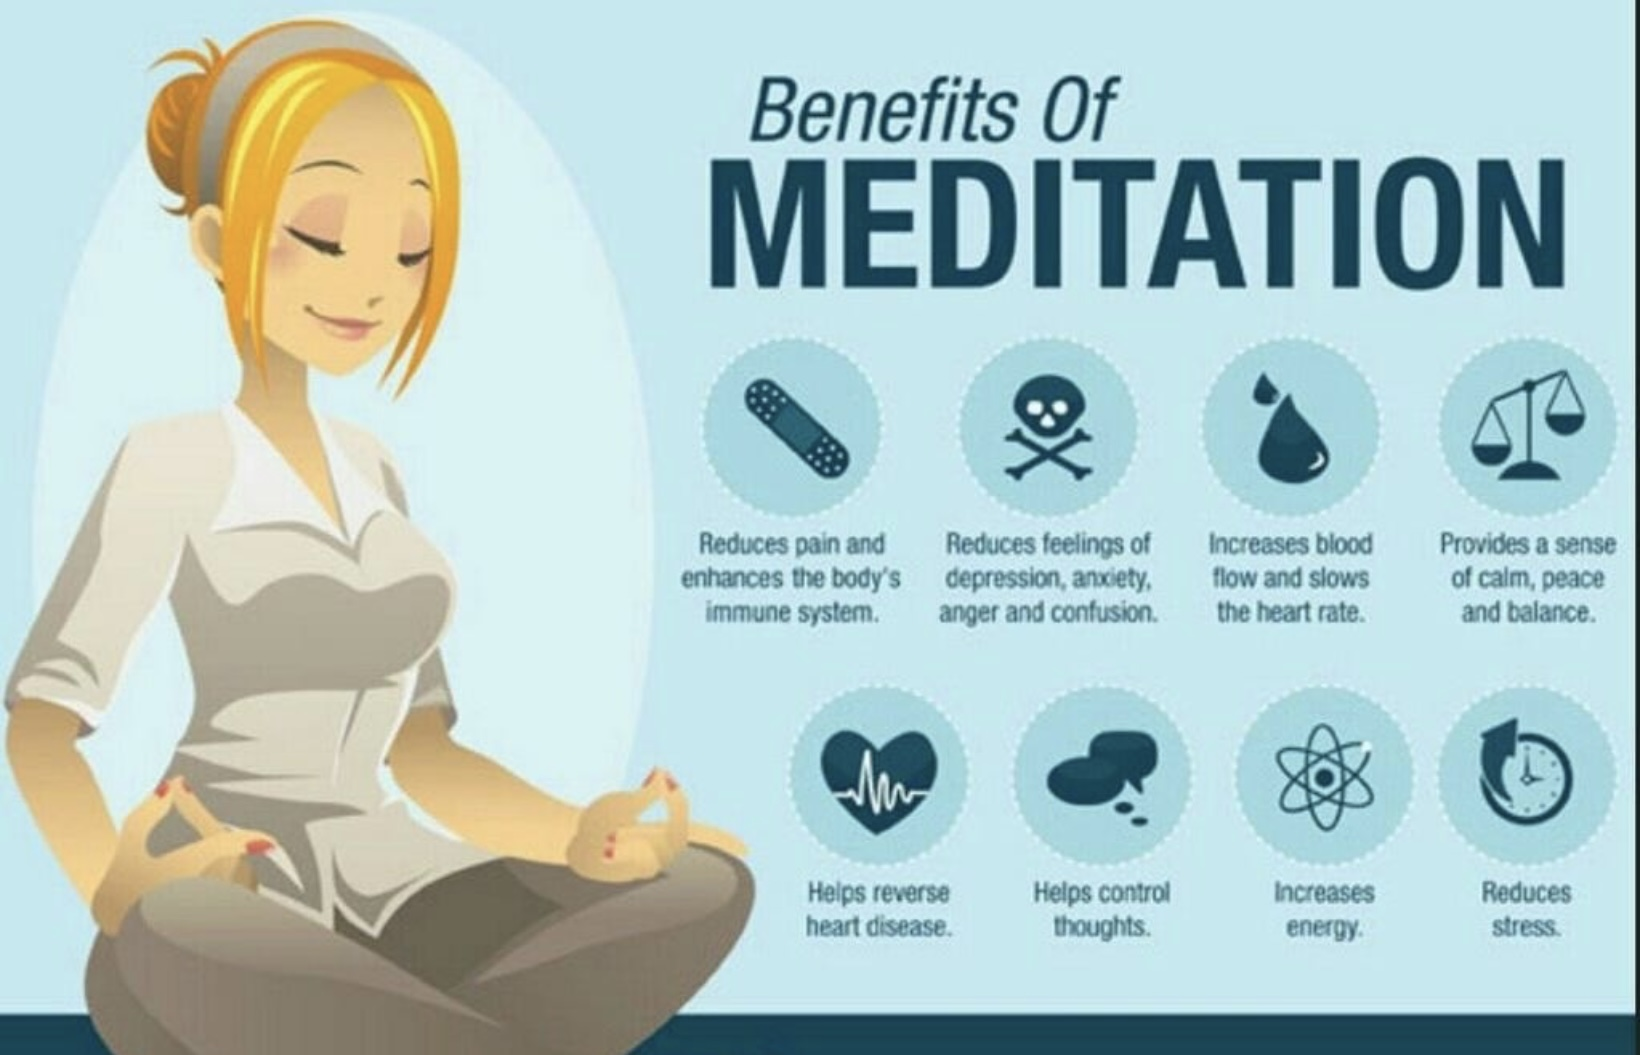 Benefits Of
MEDITATION
Reduces pain and
enhances the body's
immune system.
Reduces feelings of
depression, anxiety,
anger and confusion.
Increases blood
flow and slows
the heart rate.
Provides a sense
of calm, peace
and balance.
Helps reverse
heart disease.
Helps control
thoughts.
Increases
energy.
Reduces
stress.